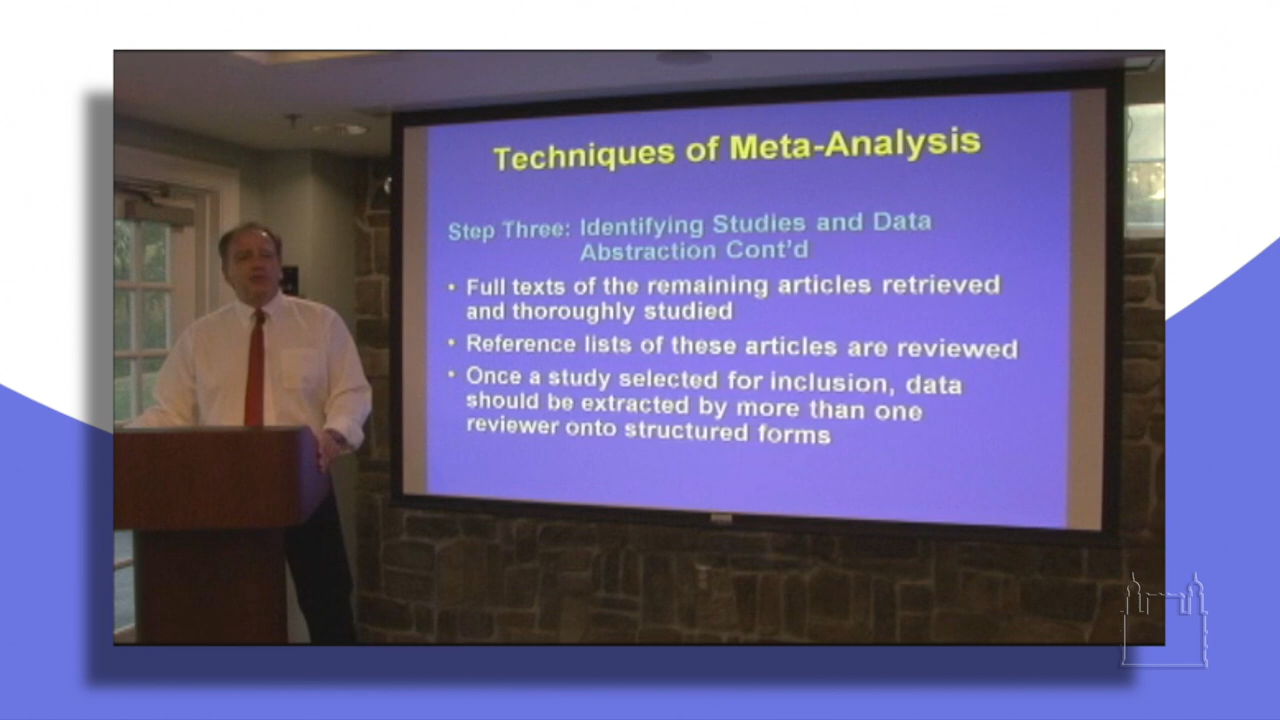 Techniques of Meta-Analysis
Step Three: Identifying Studies and Data
Abstraction Cont'd
• Full texts of the remaining articles retrieved
and thoroughly studied
• Reference lists of these articles are reviewed
• Once a study selected for inclusion, data
should be extracted by more than one
reviewer onto structured forms